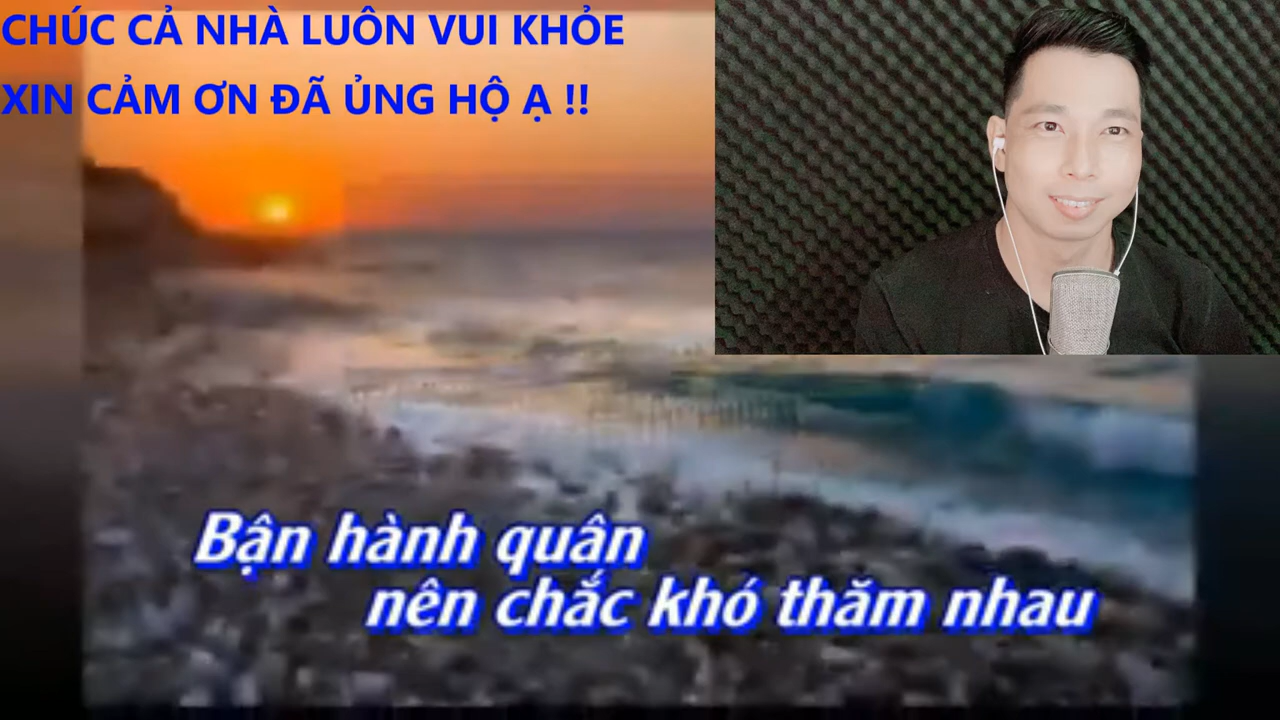 CHÚC CẢ NHÀ LUÔN VUI KHỎE
XIN CẢM ƠN ĐÃ ỦNG HỘ Ạ !!
Bận hành quân
nên chắc khó thăm nhau